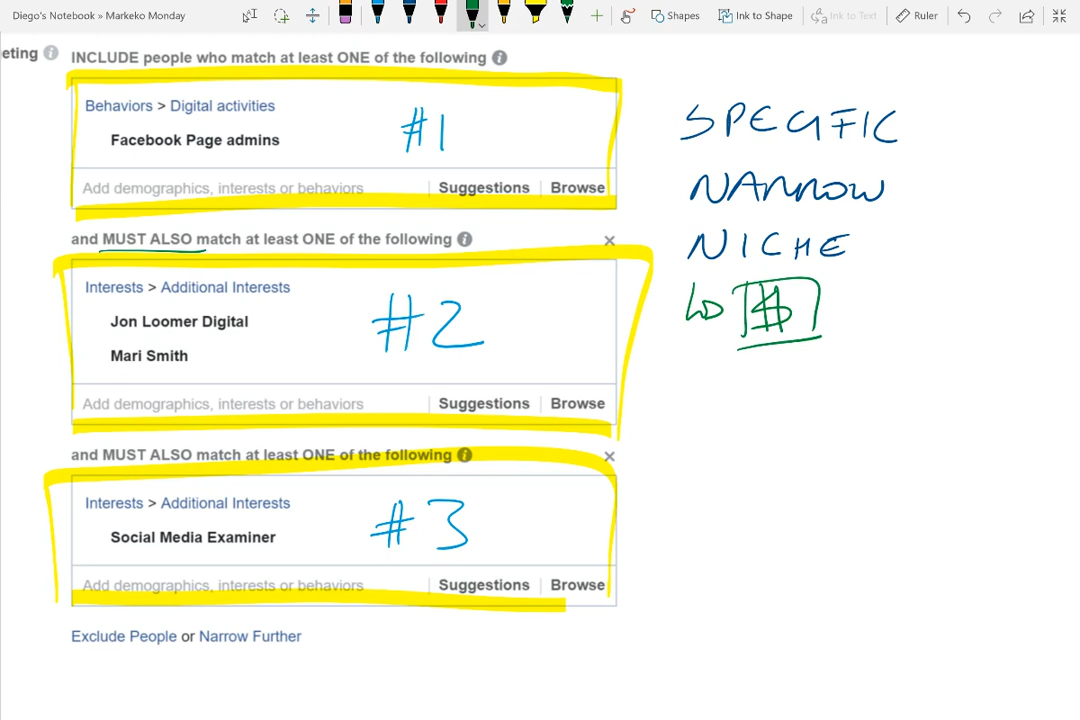 Diego's Notebook » Markeko Monday
Shapes
Ink to Shape
Ink to Text
Ruler
eting
INCLUDE people who match at least ONE of the following
Behaviors > Digital activities
#1
Facebook Page admins
Add demographics, interests or behaviors
Suggestions
Browse
and MUST ALSO match at least ONE of the following
Interests > Additional Interests
#2
Jon Loomer Digital
Mari Smith
Add demographics, interests or behaviors
Suggestions
Browse
and MUST ALSO match at least ONE of the following
Interests > Additional Interests
#3
Social Media Examiner
Add demographics, interests or behaviors
Suggestions
Browse
Exclude People or Narrow Further
SPECIFIC
NARROW
NICHE
$